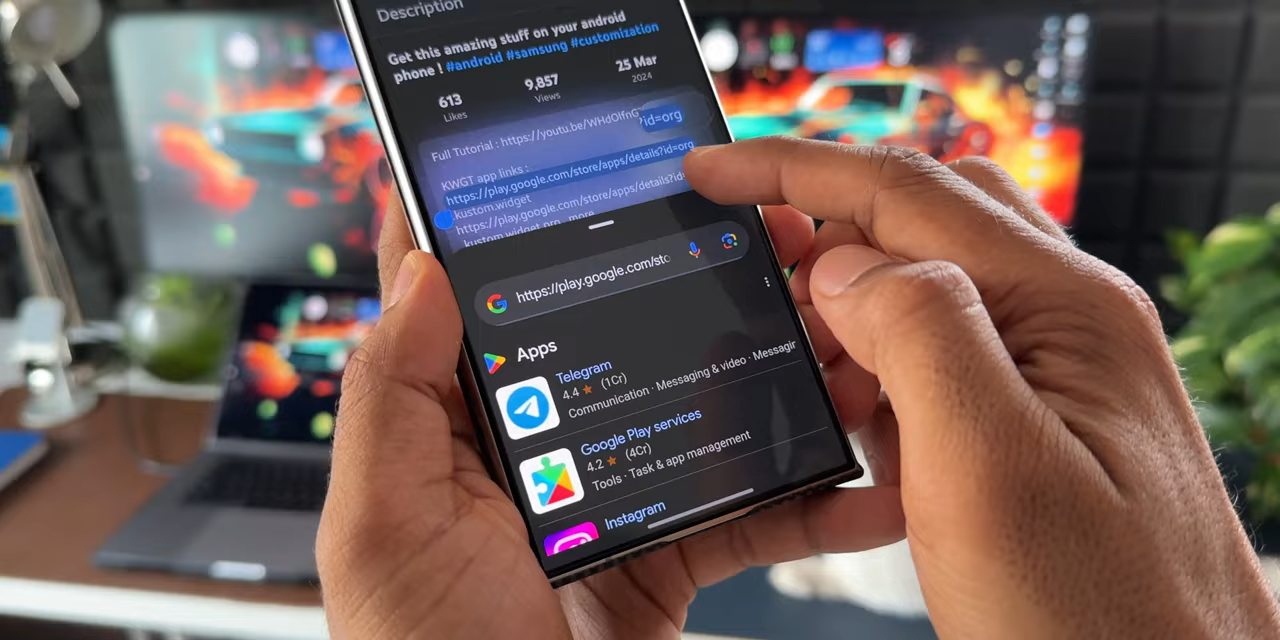 Description
Get this amazing stuff on your android
phone ! #android #samsung #customization
613
Likes
9,857
Views
25 Mar
2024
Full Tutorial : https://youtu.be/WHdOlfnG
?id=org
KWGT app links :
https://play.google.com/store/apps/details?id=org
.kustom.widget
https://play.google.com/store/apps/details?id=
.kustom.widget.pro ...more
https://play.google.com/sto
Apps
Telegram
4.4 ★ (1Cr)
Communication · Messaging & video · Messagin
Google Play services
4.2 ★ (4Cr)
Tools · Task & app management
Instagram